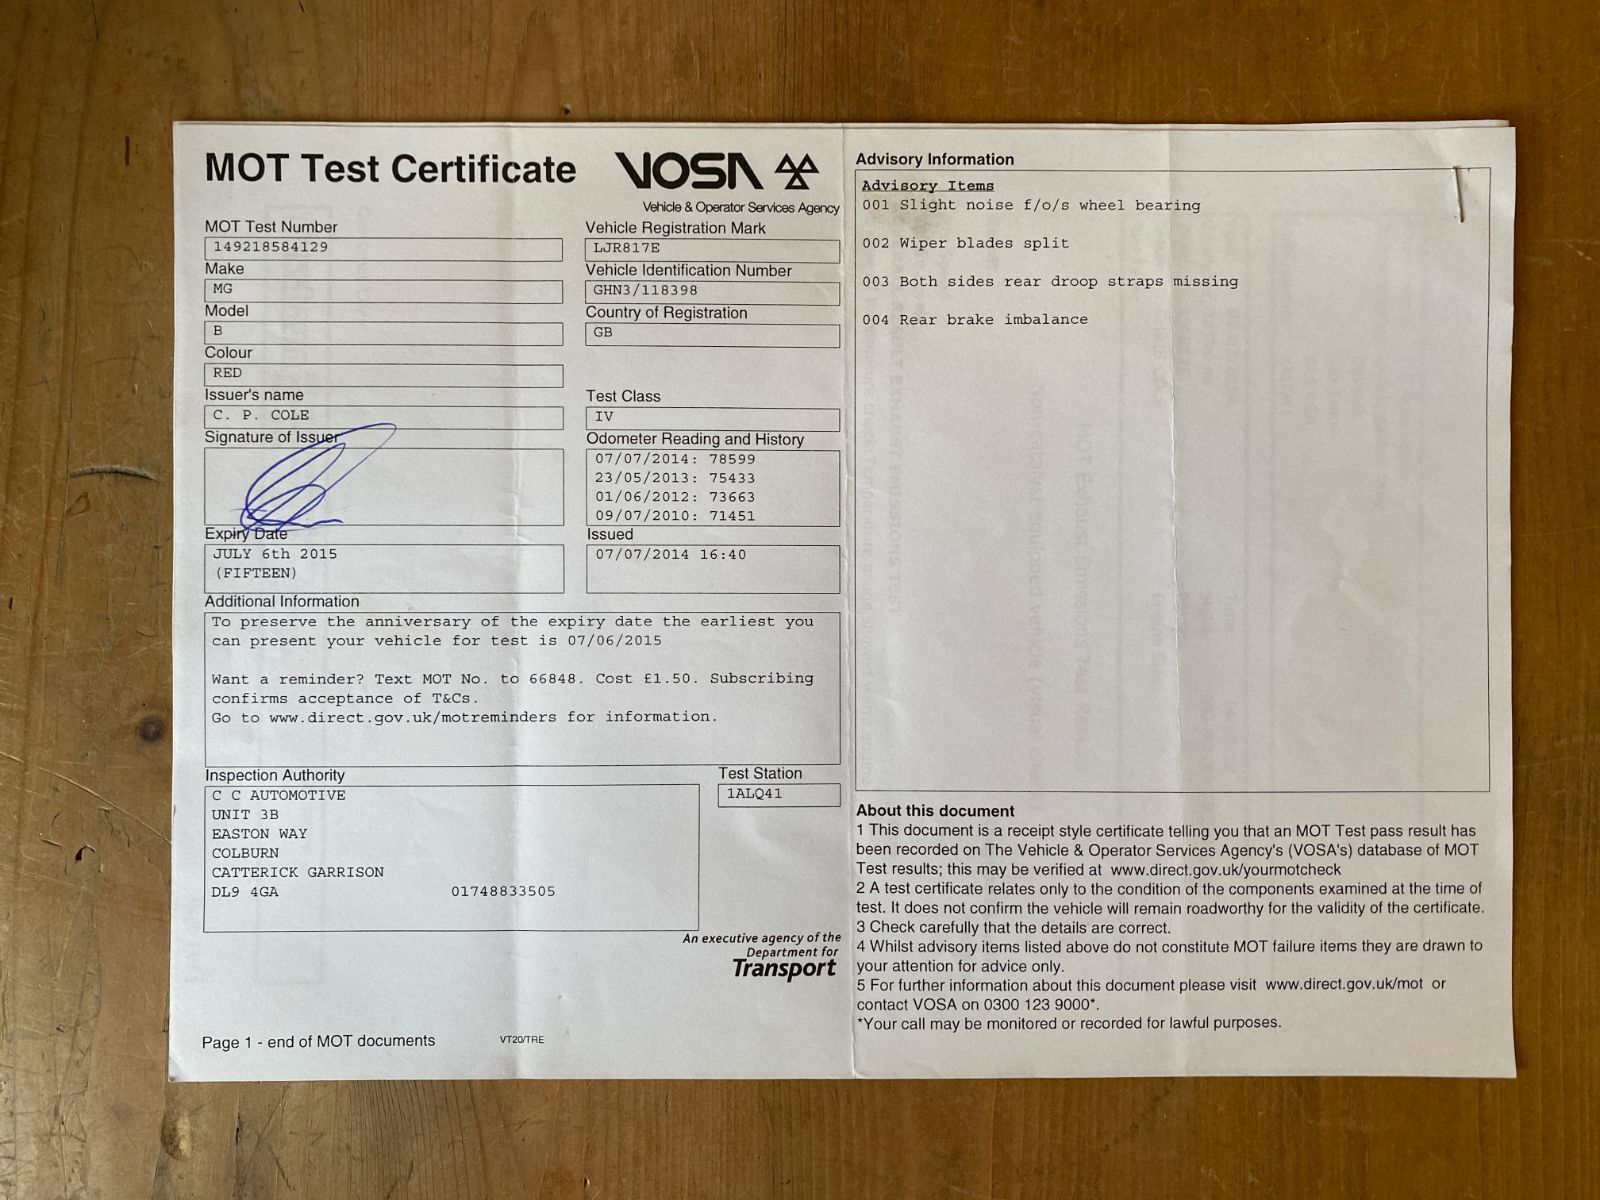 MOT Test Certificate
VOSA
Vehicle & Operator Services Agency
MOT Test Number
149218584129
Vehicle Registration Mark
LJR817E
Make
MG
Vehicle Identification Number
GHN3/118398
Model
B
Country of Registration
GB
Colour
RED
Issuer's name
C. P. COLE
Test Class
IV
Signature of Issuer
Odometer Reading and History
07/07/2014: 78599
23/05/2013: 75433
01/06/2012: 73663
09/07/2010: 71451
Expiry Date
JULY 6th 2015
(FIFTEEN)
Issued
07/07/2014 16:40
Additional Information
To preserve the anniversary of the expiry date the earliest you
can present your vehicle for test is 07/06/2015
Want a reminder? Text MOT No. to 66848. Cost £1.50. Subscribing
confirms acceptance of T&Cs.
Go to www.direct.gov.uk/motreminders for information.
Inspection Authority
C C AUTOMOTIVE
UNIT 3B
EASTON WAY
COLBURN
CATTERICK GARRISON
DL9 4GA 01748833505
Test Station
1ALQ41
An executive agency of the
Department for
Transport
Page 1 - end of MOT documents
VT20/TRE
Advisory Information
Advisory Items
001 Slight noise f/o/s wheel bearing
002 Wiper blades split
003 Both sides rear droop straps missing
004 Rear brake imbalance
About this document
1 This document is a receipt style certificate telling you that an MOT Test pass result has
been recorded on The Vehicle & Operator Services Agency's (VOSA's) database of MOT
Test results; this may be verified at www.direct.gov.uk/yourmotcheck
2 A test certificate relates only to the condition of the components examined at the time of
test. It does not confirm the vehicle will remain roadworthy for the validity of the certificate.
3 Check carefully that the details are correct.
4 Whilst advisory items listed above do not constitute MOT failure items they are drawn to
your attention for advice only.
5 For further information about this document please visit www.direct.gov.uk/mot or
contact VOSA on 0300 123 9000*.
*Your call may be monitored or recorded for lawful purposes.